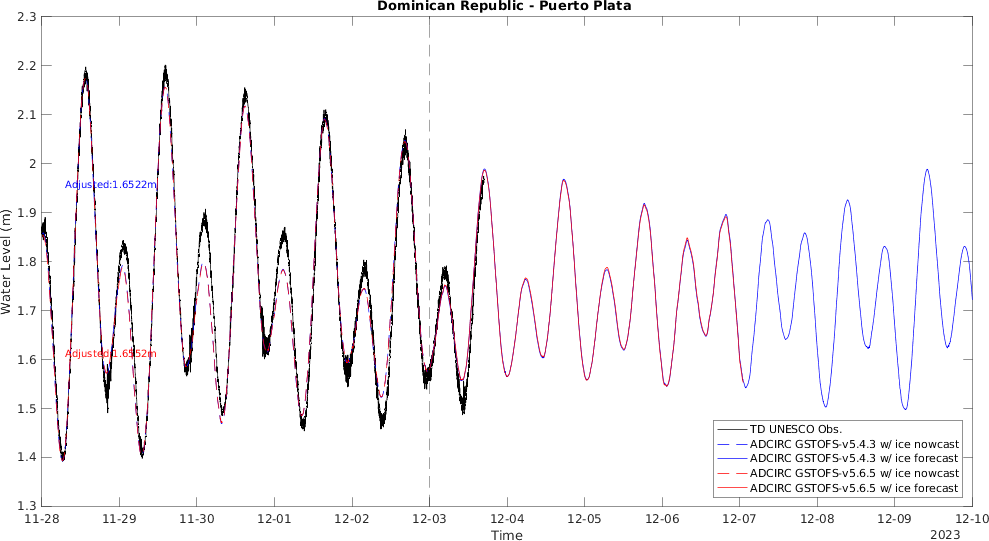 Dominican Republic - Puerto Plata
2.3
2.2
2.1
2
1.9
1.8
1.7
1.6
1.5
1.4
1.3
Water Level (m)
Adjusted:1.6522m
Adjusted:1.6552m
TD UNESCO Obs.
ADCIRC GSTOFS-v5.4.3 w/ ice nowcast
ADCIRC GSTOFS-v5.4.3 w/ ice forecast
ADCIRC GSTOFS-v5.6.5 w/ ice nowcast
ADCIRC GSTOFS-v5.6.5 w/ ice forecast
11-28 11-29 11-30 12-01 12-02 12-03 12-04 12-05 12-06 12-07 12-08 12-09 12-10
Time
2023